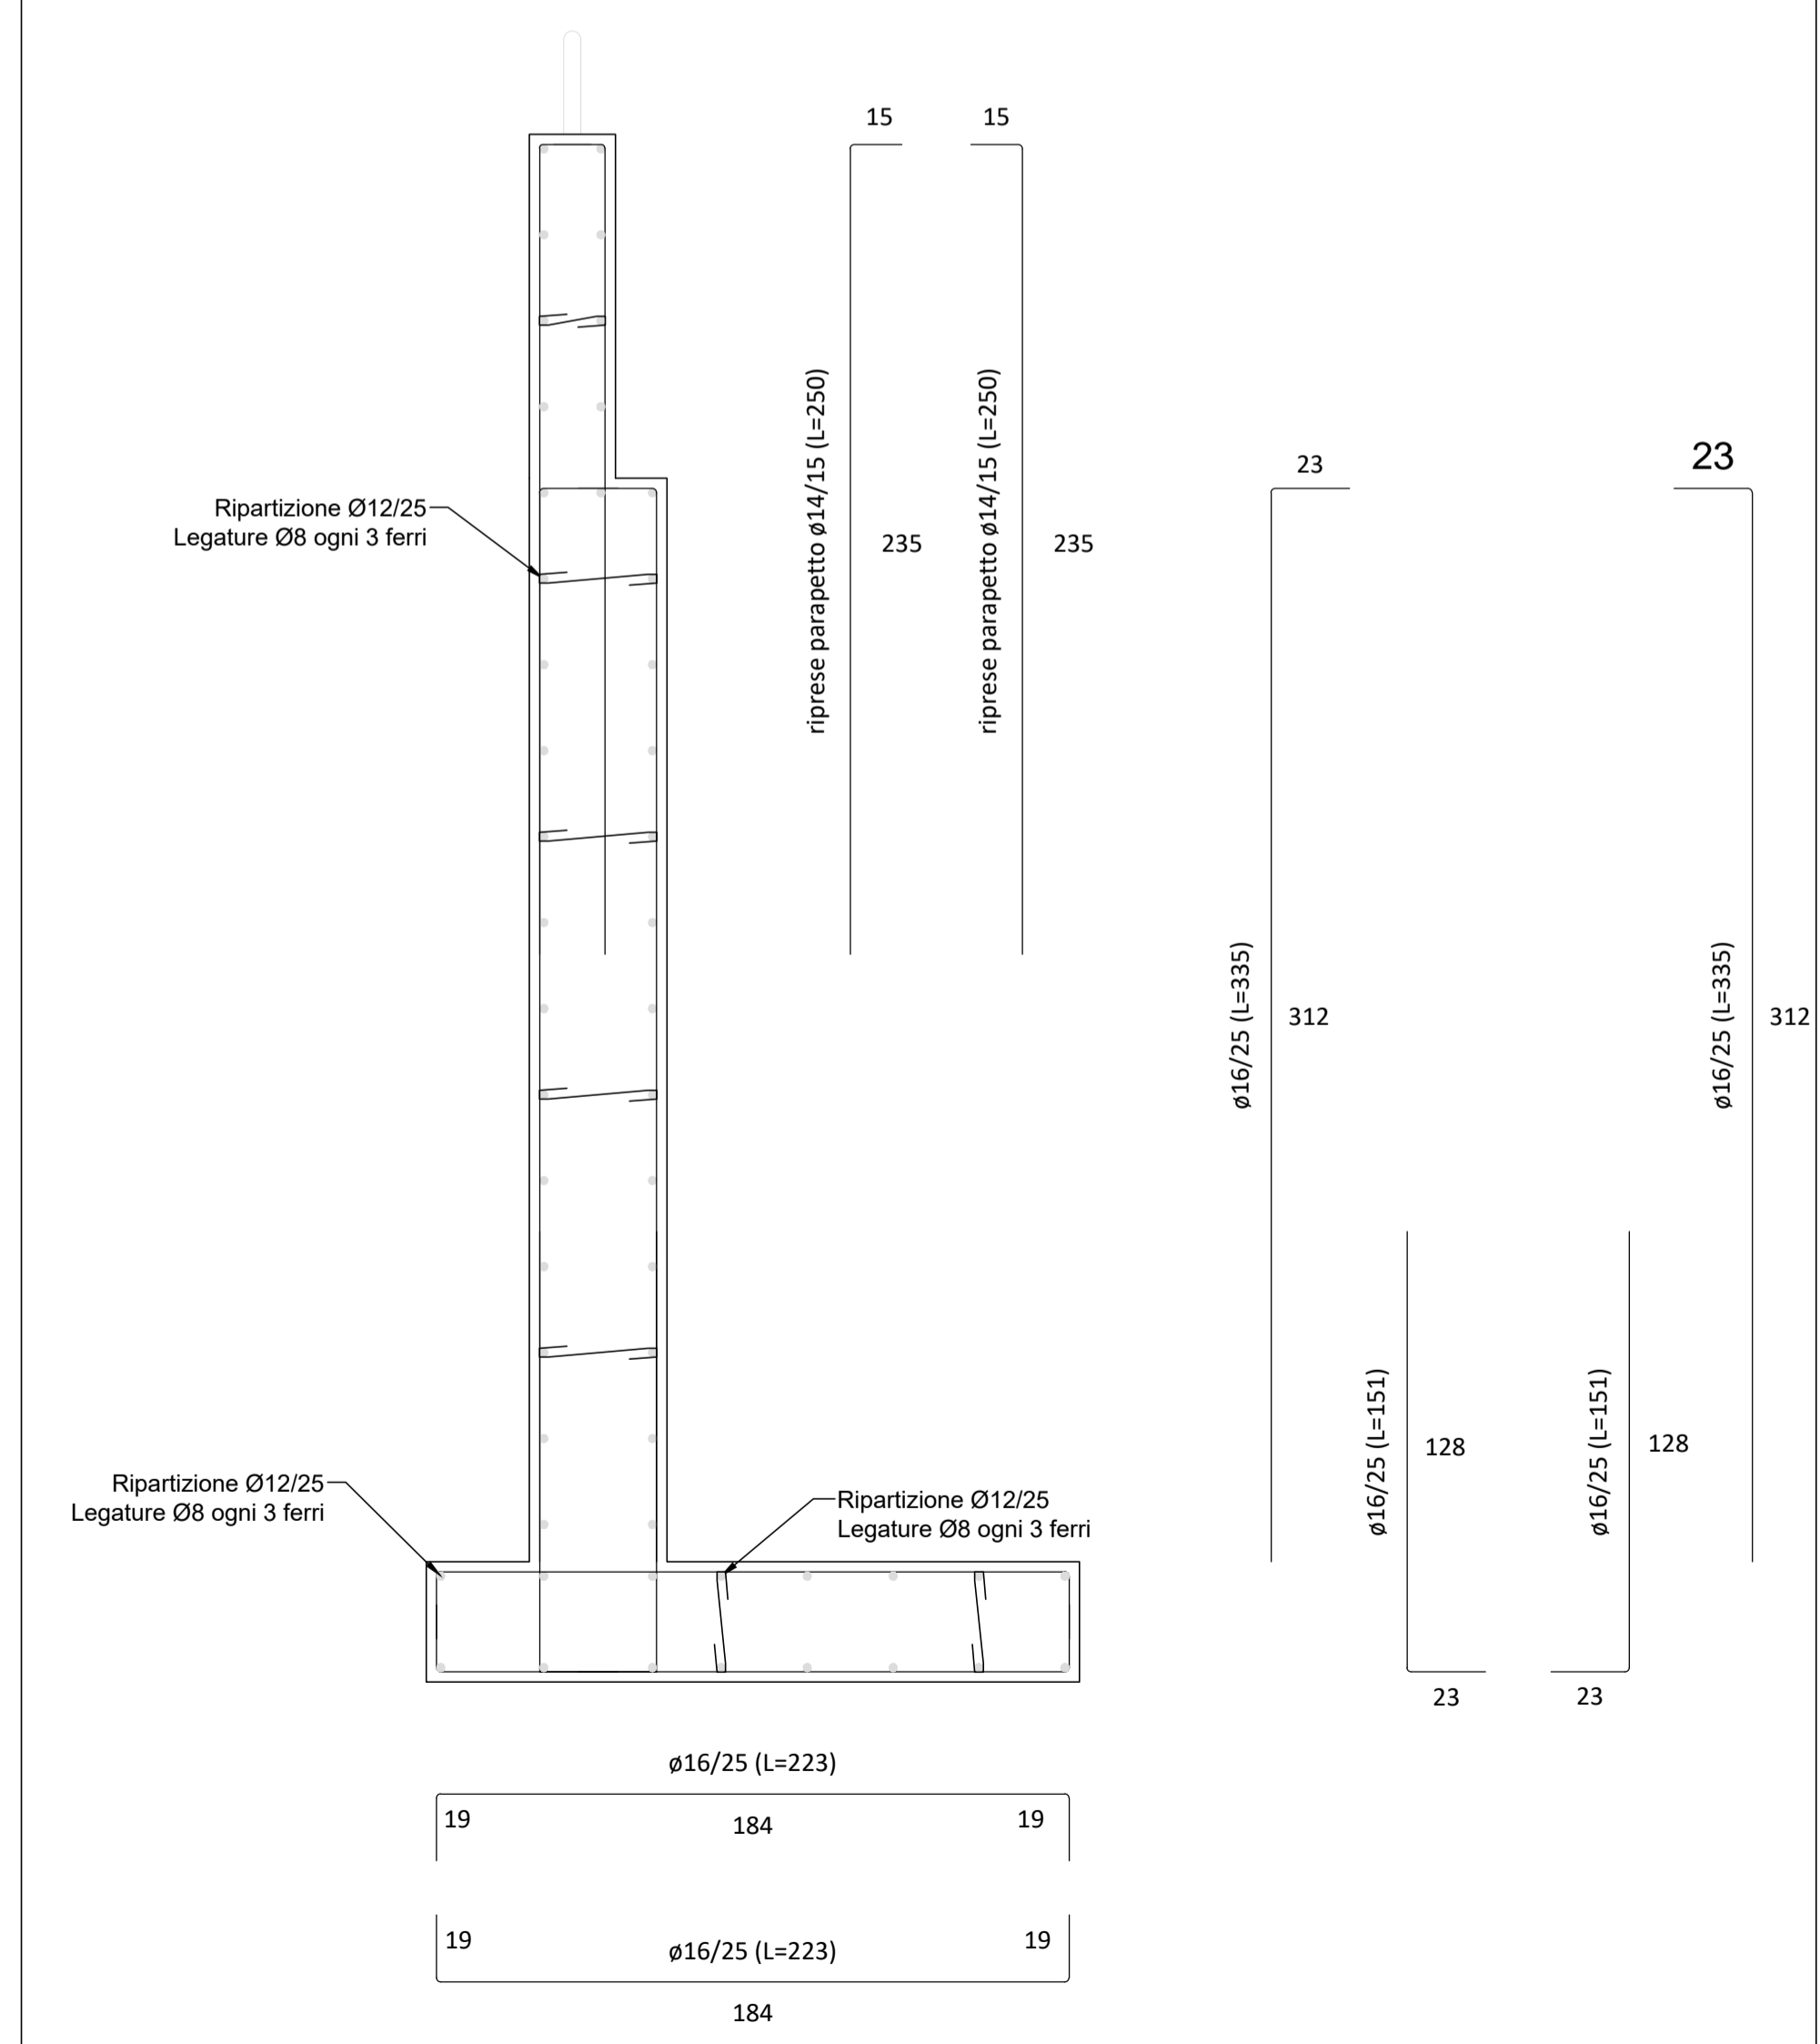 15
15
riprese parapetto ø14/15 (L=250)
235
riprese parapetto ø14/15 (L=250)
235
23
23
Ripartizione Ø12/25
Legature Ø8 ogni 3 ferri
ø16/25 (L=335)
312
ø16/25 (L=335)
312
ø16/25 (L=151)
128
ø16/25 (L=151)
128
Ripartizione Ø12/25
Legature Ø8 ogni 3 ferri
Ripartizione Ø12/25
Legature Ø8 ogni 3 ferri
23
23
ø16/25 (L=223)
19
184
19
19
ø16/25 (L=223)
19
184